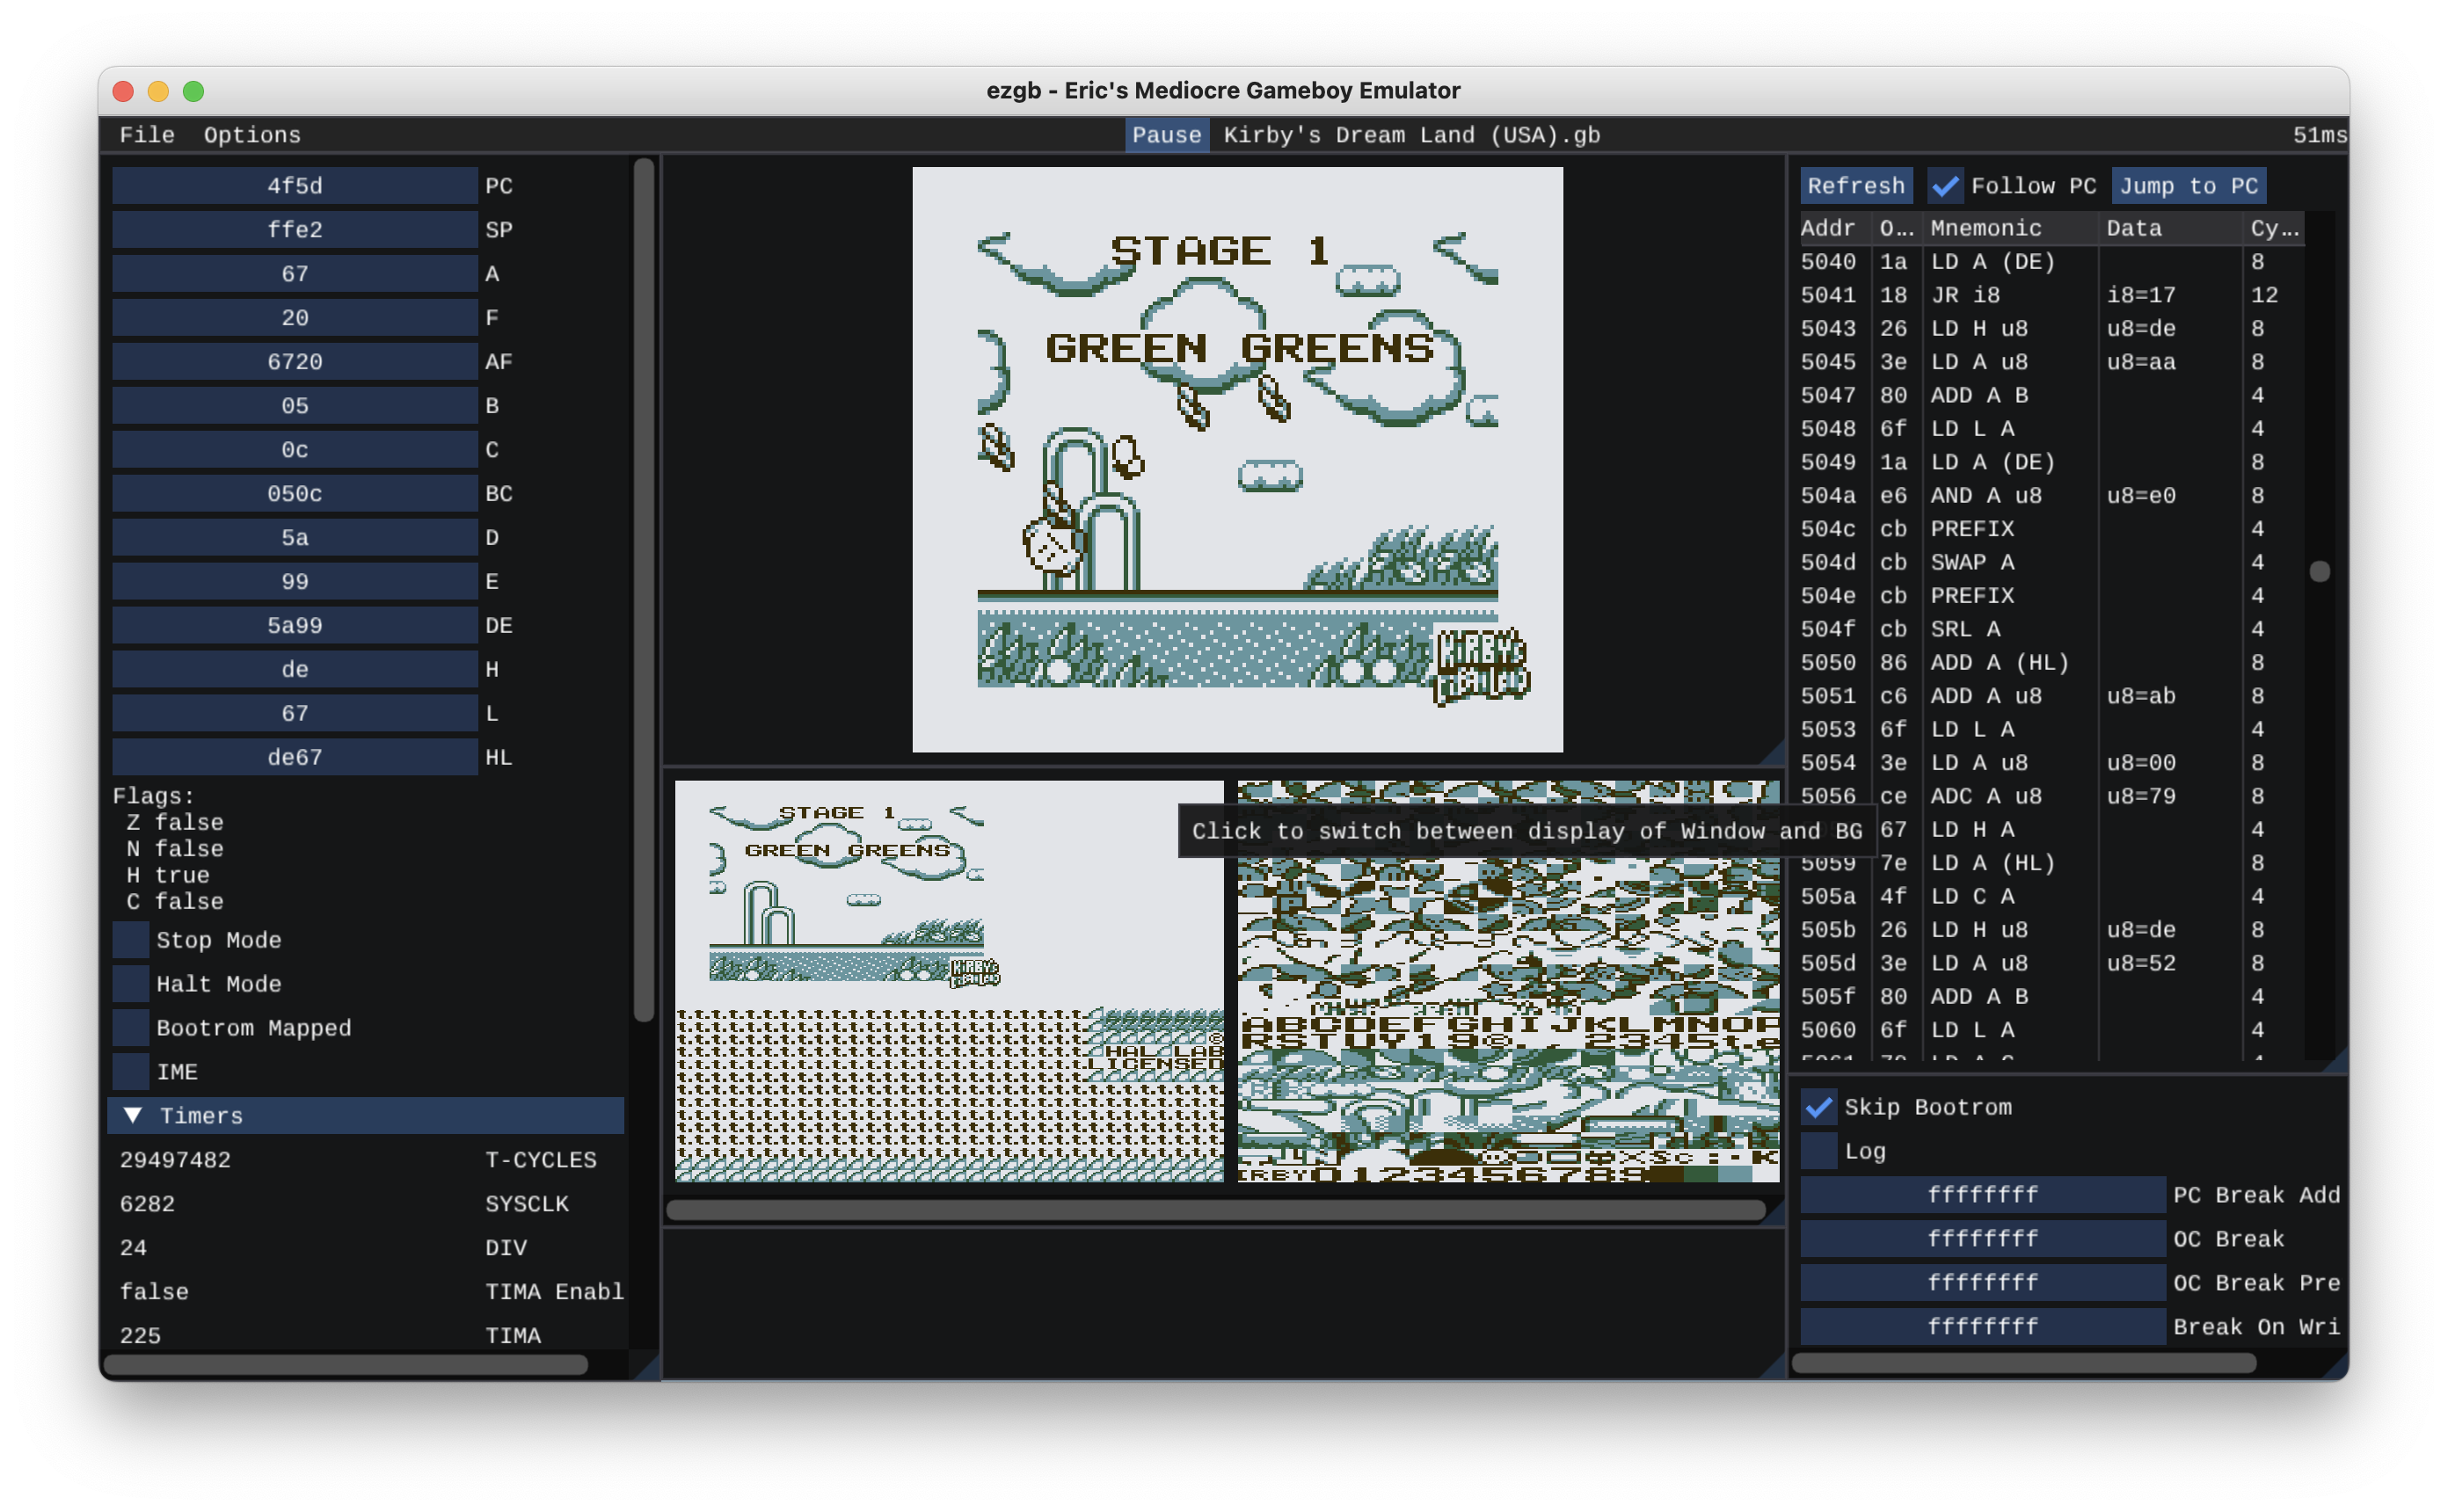 ezgb - Eric's Mediocre Gameboy Emulator
File Options Pause Kirby's Dream Land (USA).gb 51ms
4f5d PC
ffe2 SP
67 A
20 F
6720 AF
05 B
0c C
050c BC
5a D
99 E
5a99 DE
de H
67 L
de67 HL
Flags:
Z false
N false
H true
C false
Stop Mode
Halt Mode
Bootrom Mapped
IME
Timers
29497482 T-CYCLES
6282 SYSCLK
24 DIV
false TIMA Enabl
225 TIMA
STAGE 1
GREEN GREENS
STAGE 1
GREEN GREENS
KIRBY'S
©
HAL LAB
LICENSED
Click to switch between display of Window and BG
ABCDEFGHIJKLMNOP
0123456789
Refresh Follow PC Jump to PC
Addr O... Mnemonic Data Cy...
5040 1a LD A (DE) 8
5041 18 JR i8 i8=17 12
5043 26 LD H u8 u8=de 8
5045 3e LD A u8 u8=aa 8
5047 80 ADD A B 4
5048 6f LD L A 4
5049 1a LD A (DE) 8
504a e6 AND A u8 u8=e0 8
504c cb PREFIX 4
504d cb SWAP A 4
504e cb PREFIX 4
504f cb SRL A 4
5050 86 ADD A (HL) 8
5051 c6 ADD A u8 u8=ab 8
5053 6f LD L A 4
5054 3e LD A u8 u8=00 8
5056 ce ADC A u8 u8=79 8
67 LD H A 4
5059 7e LD A (HL) 8
505a 4f LD C A 4
505b 26 LD H u8 u8=de 8
505d 3e LD A u8 u8=52 8
505f 80 ADD A B 4
5060 6f LD L A 4
Skip Bootrom
Log
ffffffff PC Break Add
ffffffff OC Break
ffffffff OC Break Pre
ffffffff Break On Wri